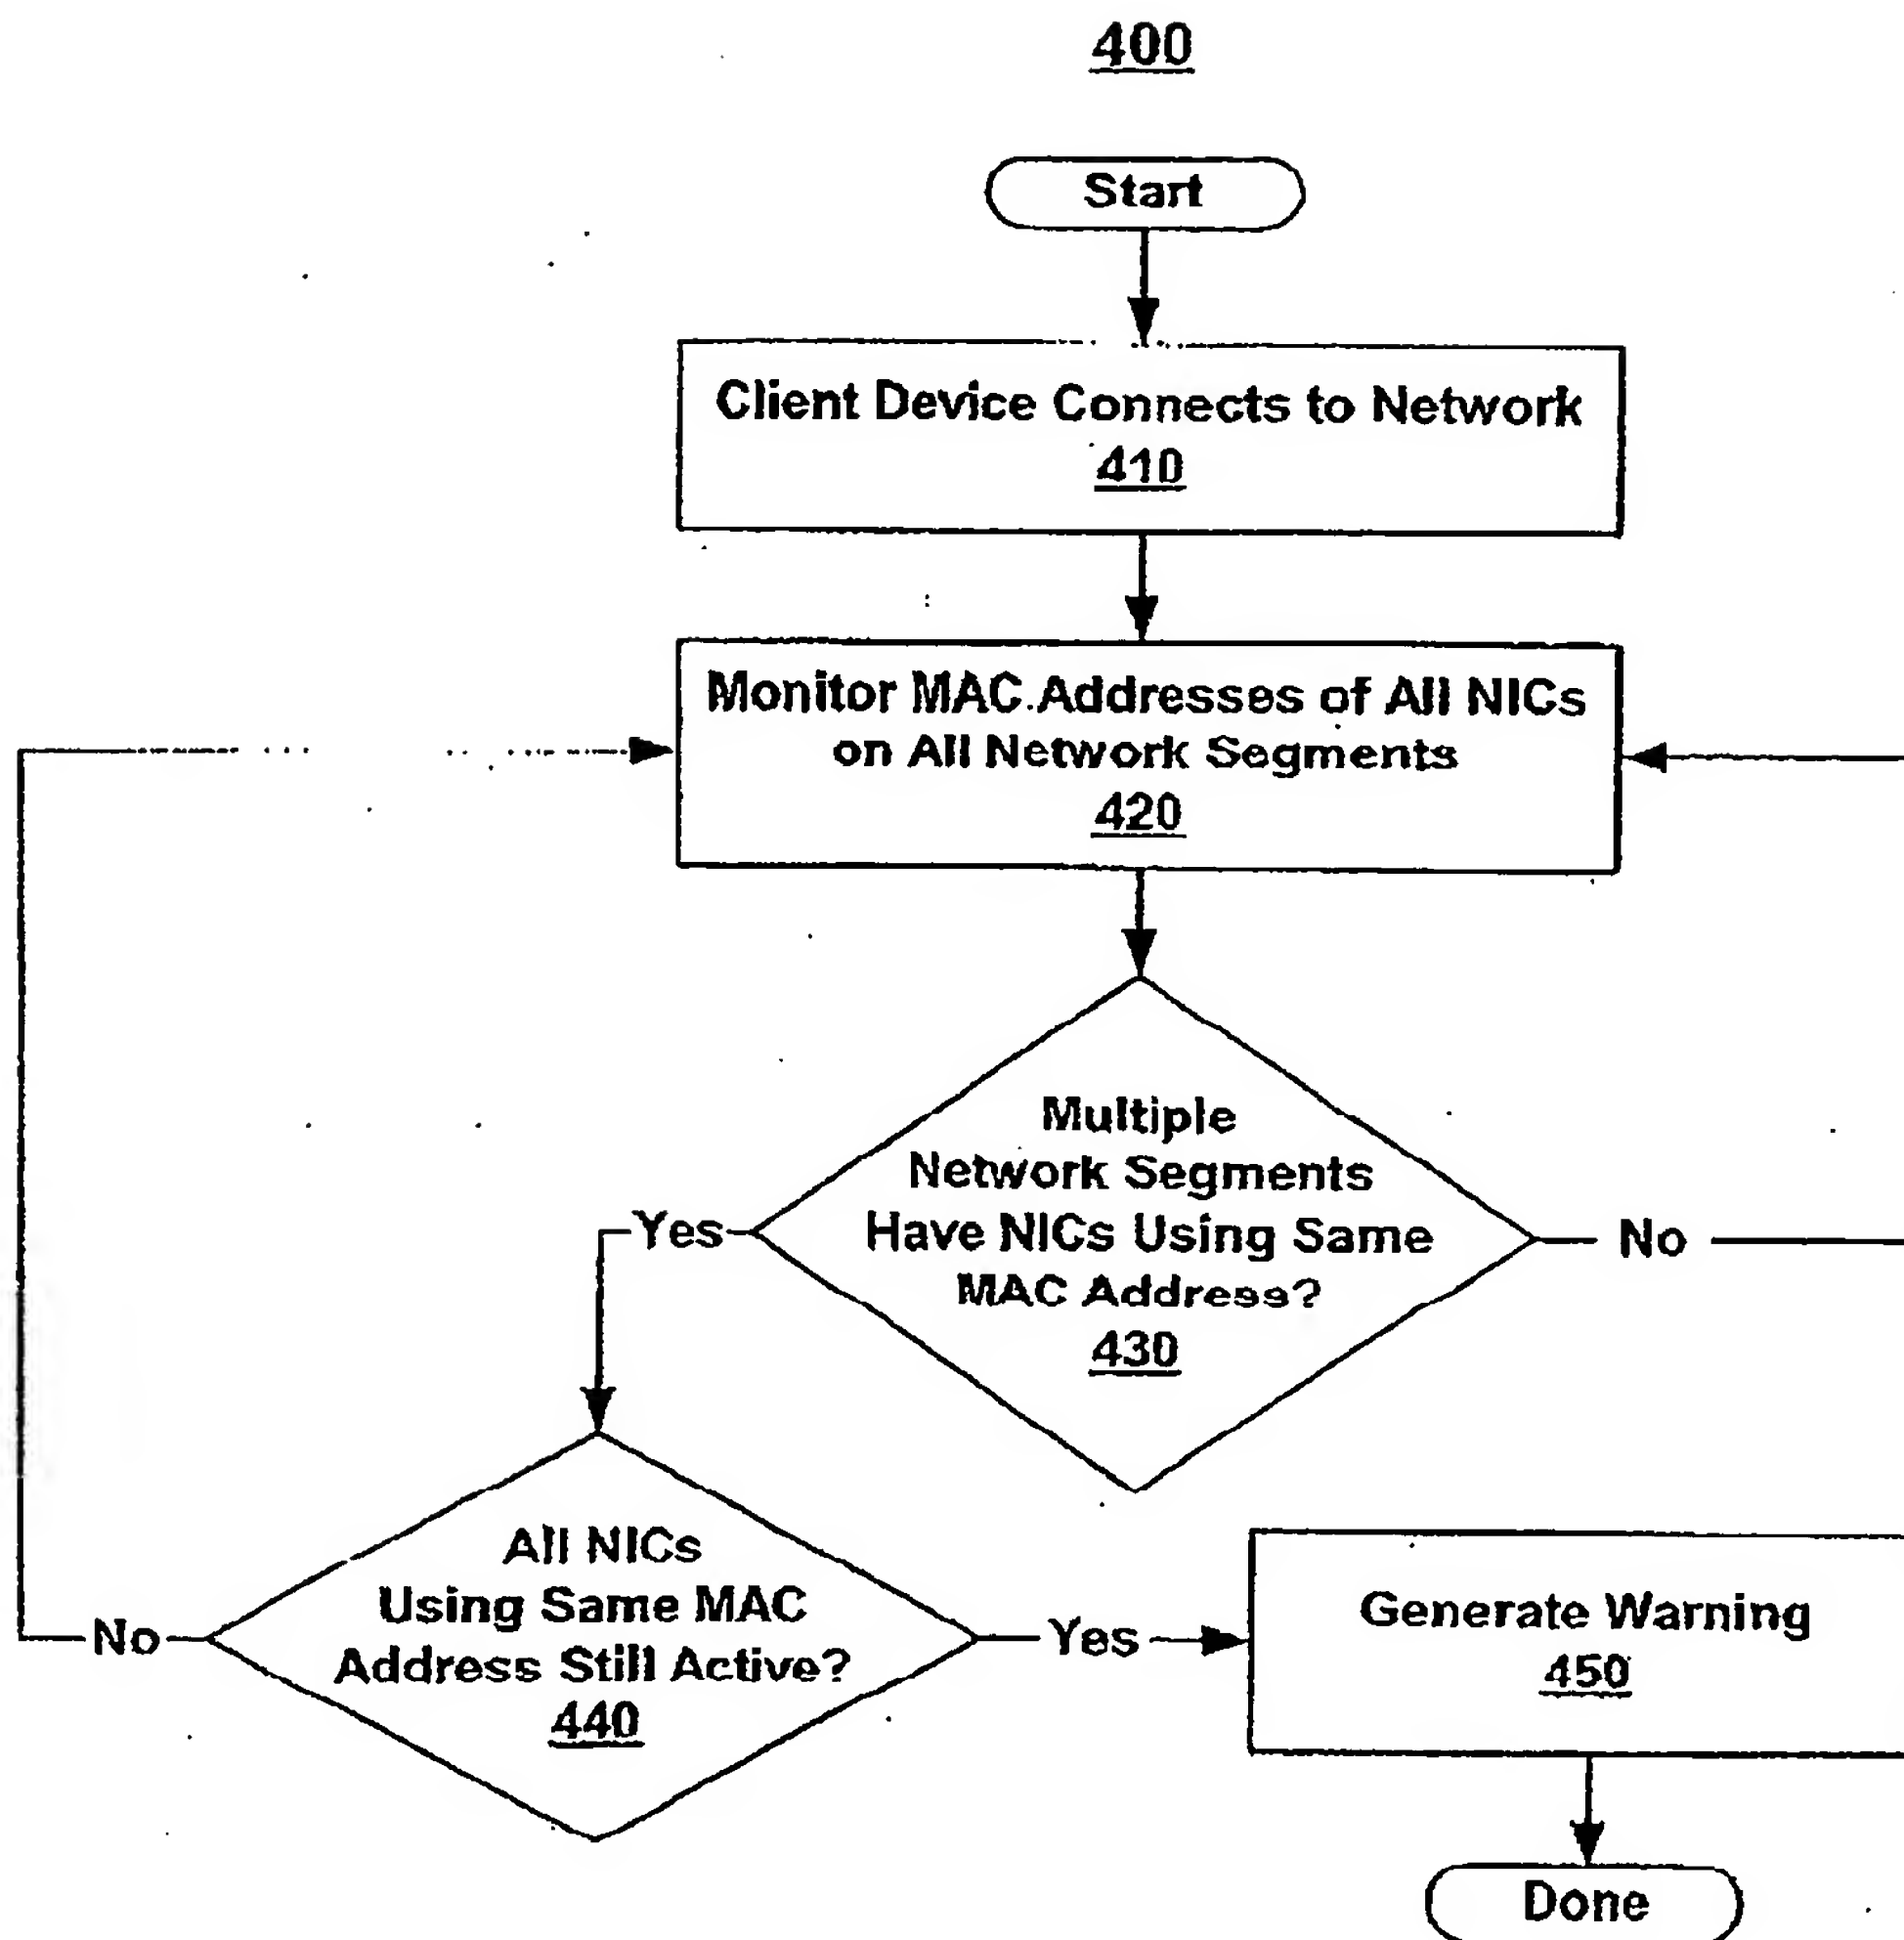 400
Start
Client Device Connects to Network
410
Monitor MAC Addresses of All NICs
on All Network Segments
420
Multiple
Network Segments
Have NICs Using Same
MAC Address?
430
Yes
No
All NICs
Using Same MAC
Address Still Active?
440
No
Yes
Generate Warning
450
Done